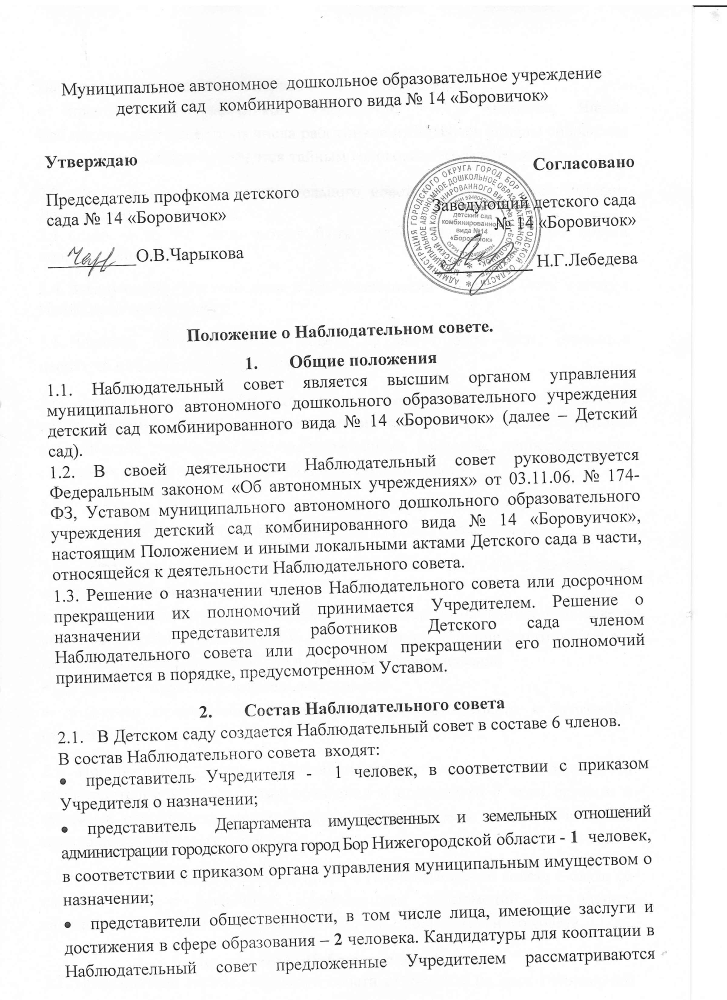 Муниципальное автономное дошкольное образовательное учреждение
детский сад комбинированного вида № 14 «Боровичок»
Утверждаю
Согласовано
Председатель профкома детского
сада № 14 «Боровичок»
Заведующий детского сада
№ 14 «Боровичок»
О.В.Чарыкова
Н.Г.Лебедева
АДМИНИСТРАЦИЯ ГОРОДСКОГО ОКРУГА ГОРОД БОР НИЖЕГОРОДСКОЙ ОБЛАСТИ
МУНИЦИПАЛЬНОЕ АВТОНОМНОЕ ДОШКОЛЬНОЕ ОБРАЗОВАТЕЛЬНОЕ УЧРЕЖДЕНИЕ
ДЕТСКИЙ САД КОМБИНИРОВАННОГО ВИДА № 14 «БОРОВИЧОК»
детский сад
комбинированного
вида №14
«Боровичок»
Положение о Наблюдательном совете.
1. Общие положения
1.1. Наблюдательный совет является высшим органом управления
муниципального автономного дошкольного образовательного учреждения
детский сад комбинированного вида № 14 «Боровичок» (далее – Детский
сад).
1.2. В своей деятельности Наблюдательный совет руководствуется
Федеральным законом «Об автономных учреждениях» от 03.11.06. № 174-
ФЗ, Уставом муниципального автономного дошкольного образовательного
учреждения детский сад комбинированного вида № 14 «Боровуичок»,
настоящим Положением и иными локальными актами Детского сада в части,
относящейся к деятельности Наблюдательного совета.
1.3. Решение о назначении членов Наблюдательного совета или досрочном
прекращении их полномочий принимается Учредителем. Решение о
назначении представителя работников Детского сада членом
Наблюдательного совета или досрочном прекращении его полномочий
принимается в порядке, предусмотренном Уставом.
2. Состав Наблюдательного совета
2.1. В Детском саду создается Наблюдательный совет в составе 6 членов.
В состав Наблюдательного совета входят:
• представитель Учредителя - 1 человек, в соответствии с приказом
Учредителя о назначении;
• представитель Департамента имущественных и земельных отношений
администрации городского округа город Бор Нижегородской области - 1 человек,
в соответствии с приказом органа управления муниципальным имуществом о
назначении;
• представители общественности, в том числе лица, имеющие заслуги и
достижения в сфере образования – 2 человека. Кандидатуры для кооптации в
Наблюдательный совет предложенные Учредителем рассматриваются